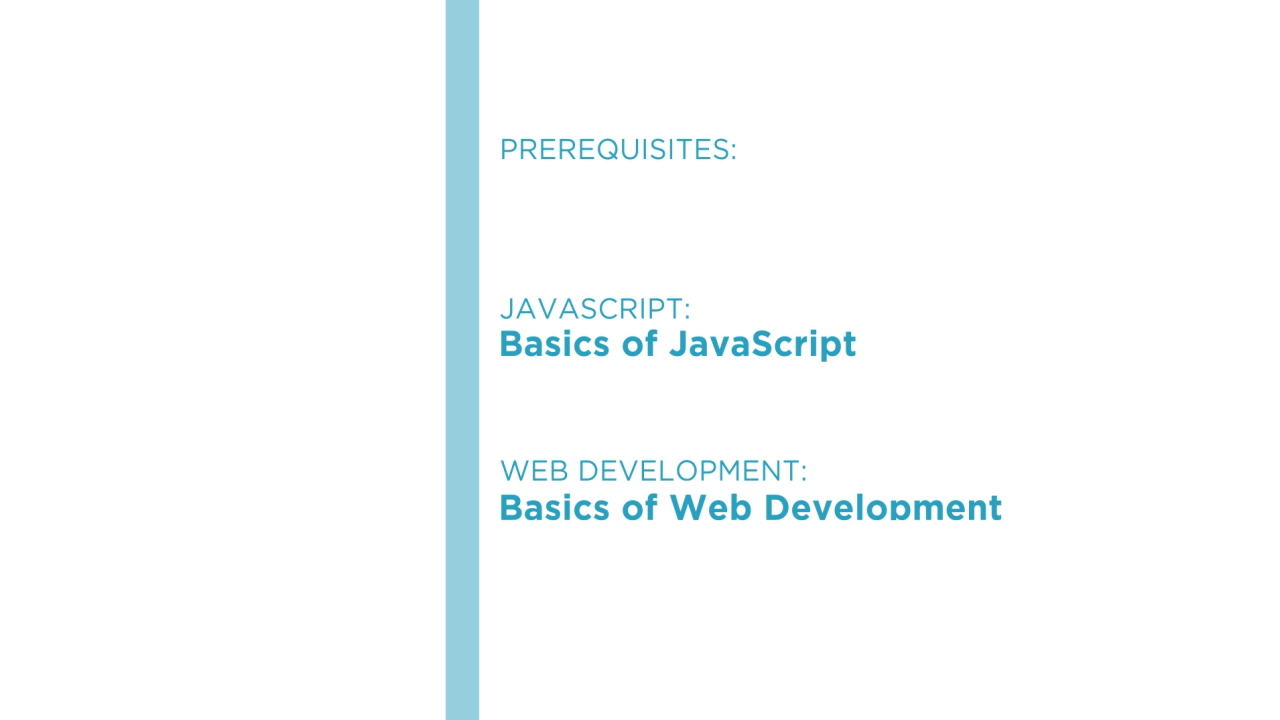 PREREQUISITES:
JAVASCRIPT:
Basics of JavaScript
WEB DEVELOPMENT:
Basics of Web Development